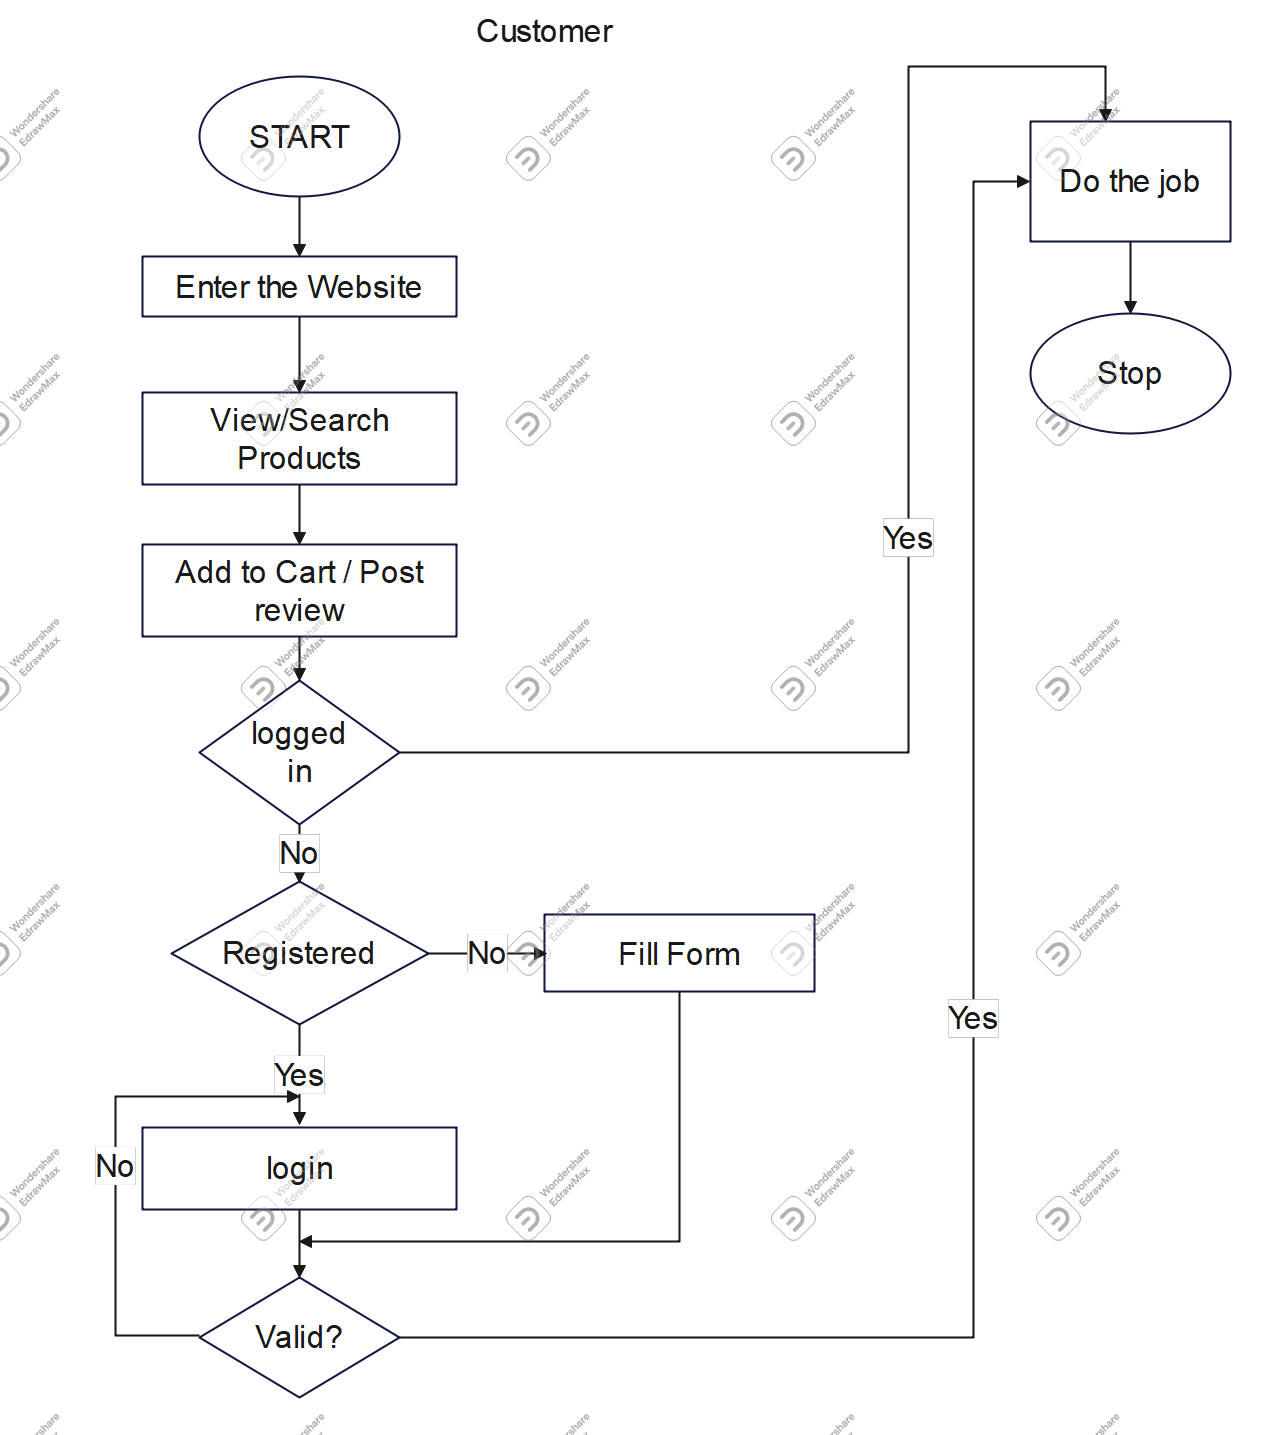 Customer
START
Enter the Website
View/Search
Products
Add to Cart / Post
review
logged
in
No
Registered
No
Fill Form
Yes
login
No
Valid?
Yes
Yes
Do the job
Stop
Wondershare
EdrawMax